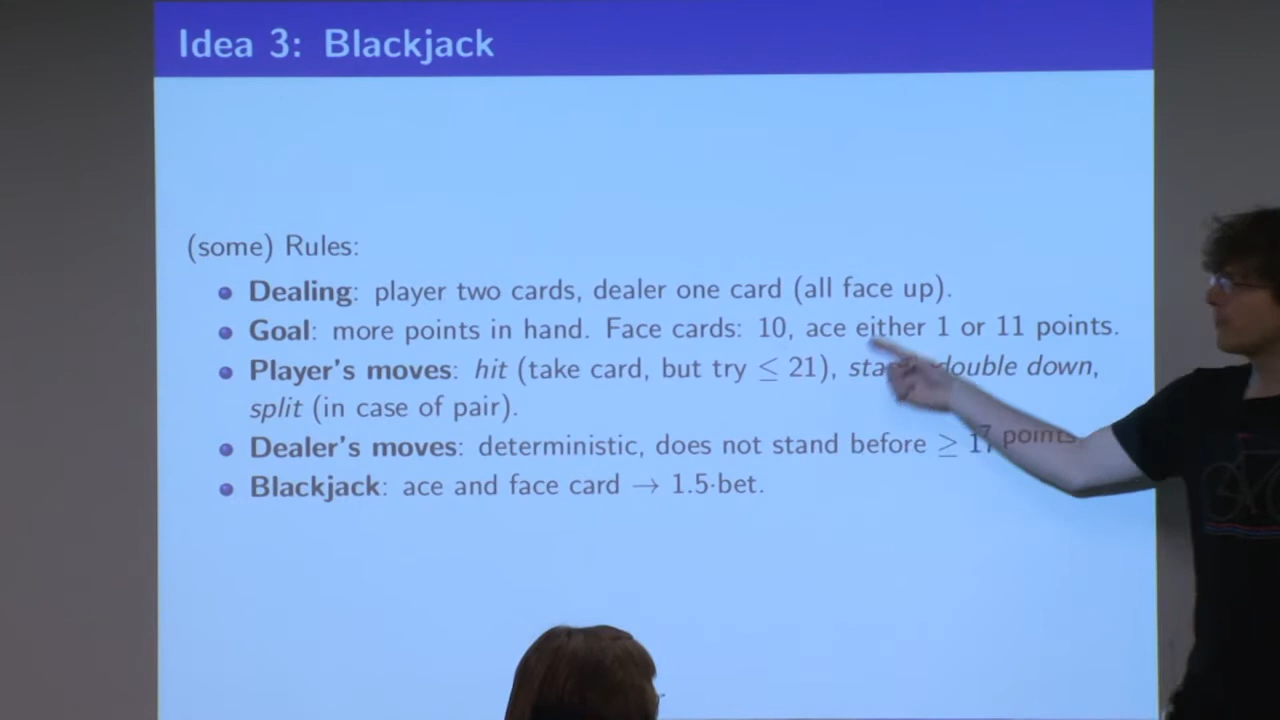 Idea 3: Blackjack
(some) Rules:
Dealing: player two cards, dealer one card (all face up).
Goal: more points in hand. Face cards: 10, ace either 1 or 11 points.
Player's moves: hit (take card, but try ≤ 21), double down,
split (in case of pair).
Dealer's moves: deterministic, does not stand before ≥ 17 points
Blackjack: ace and face card → 1.5·bet.